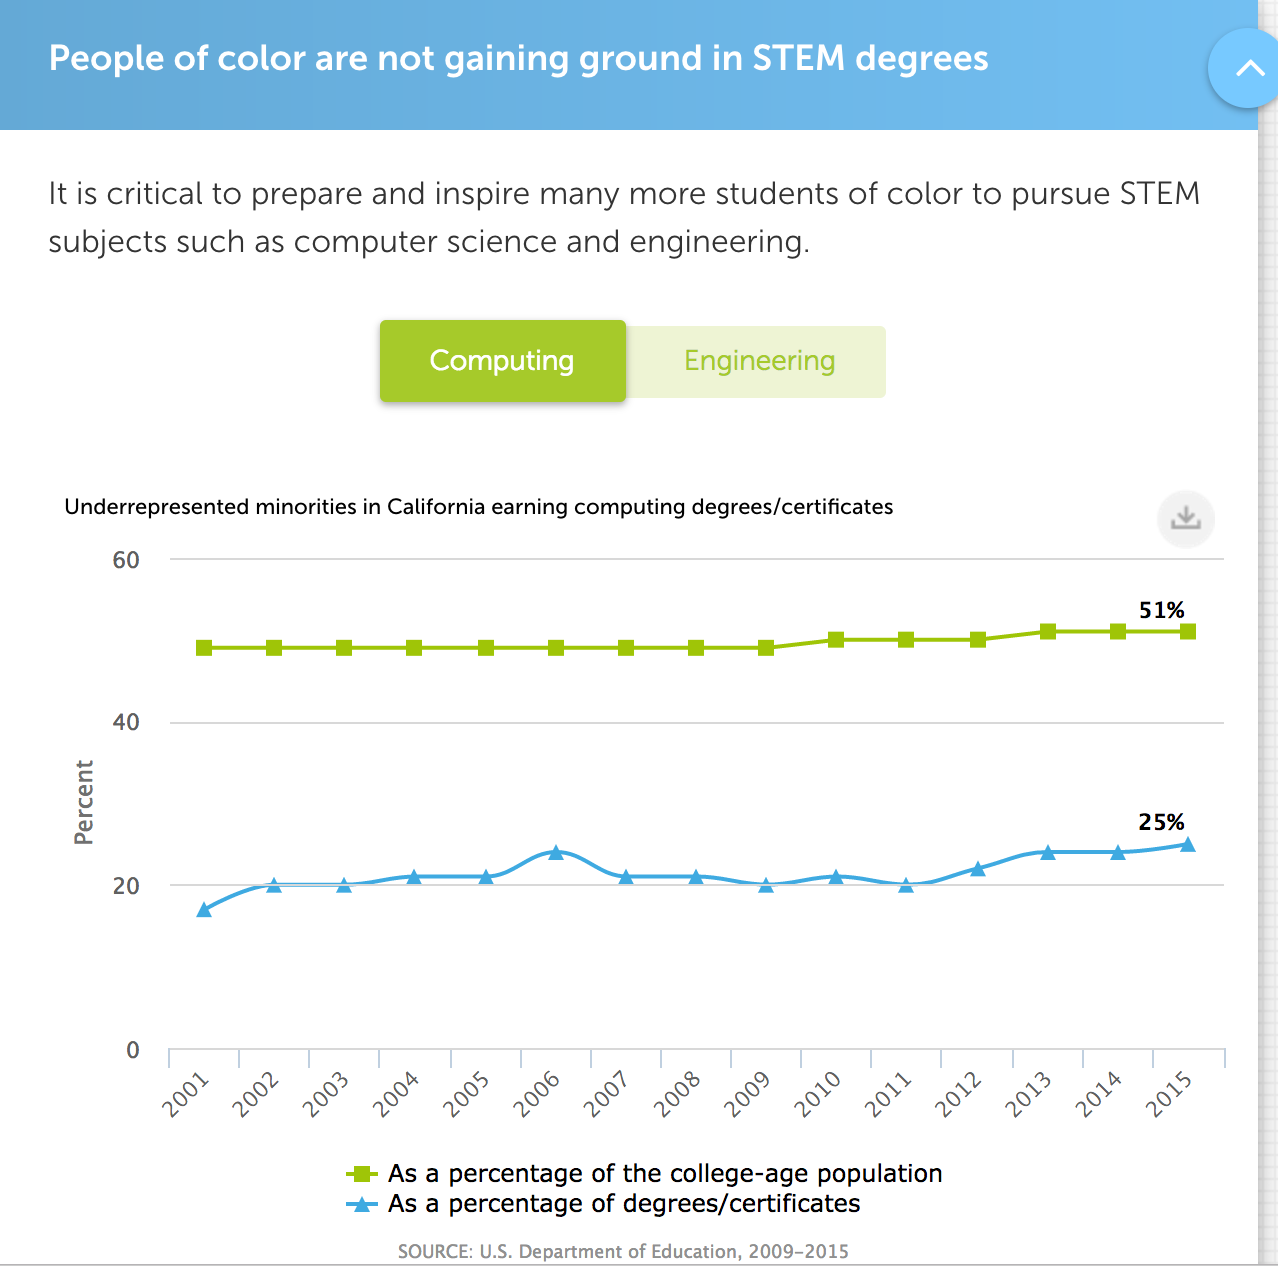 People of color are not gaining ground in STEM degrees
It is critical to prepare and inspire many more students of color to pursue STEM
subjects such as computer science and engineering.
Computing
Engineering
Underrepresented minorities in California earning computing degrees/certificates
60
51%
40
Percent
25%
20
0
2001
2002
2003
2004
2005
2006
2007
2008
2009
2010
2011
2012
2013
2014
2015
As a percentage of the college-age population
As a percentage of degrees/certificates
SOURCE: U.S. Department of Education, 2009–2015